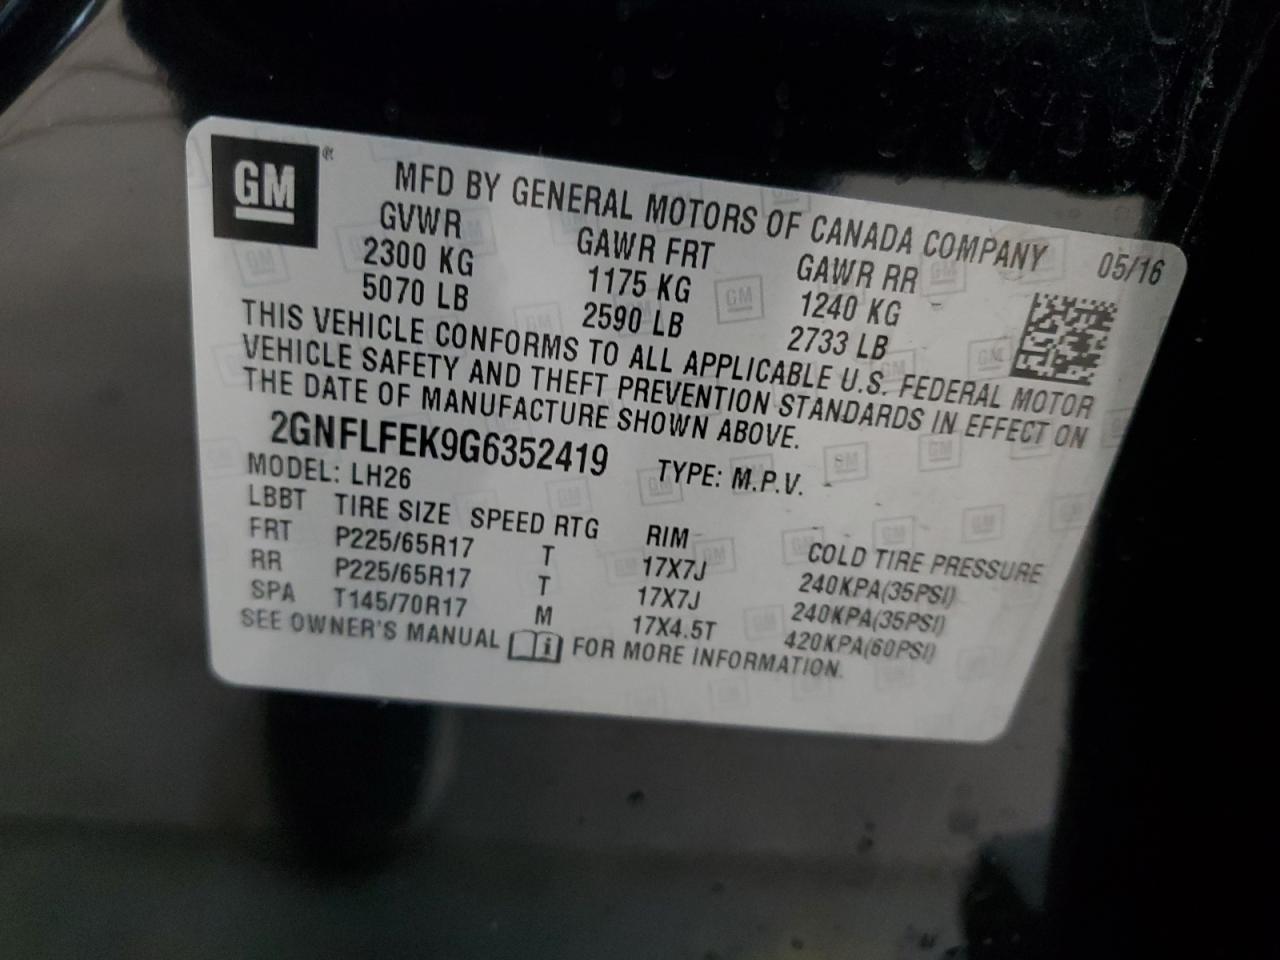 GM®
MFD BY GENERAL MOTORS OF CANADA COMPANY 05/16
GVWR GAWR FRT GAWR RR
2300 KG 1175 KG 1240 KG
5070 LB 2590 LB 2733 LB
THIS VEHICLE CONFORMS TO ALL APPLICABLE U.S. FEDERAL MOTOR
VEHICLE SAFETY AND THEFT PREVENTION STANDARDS IN EFFECT ON
THE DATE OF MANUFACTURE SHOWN ABOVE.
2GNFLFEK9G6352419 TYPE: M.P.V.
MODEL: LH26
LBBT TIRE SIZE SPEED RTG RIM COLD TIRE PRESSURE
FRT P225/65R17 T 17X7J 240KPA(35PSI)
RR P225/65R17 T 17X7J 240KPA(35PSI)
SPA T145/70R17 M 17X4.5T 420KPA(60PSI)
SEE OWNER'S MANUAL i FOR MORE INFORMATION.